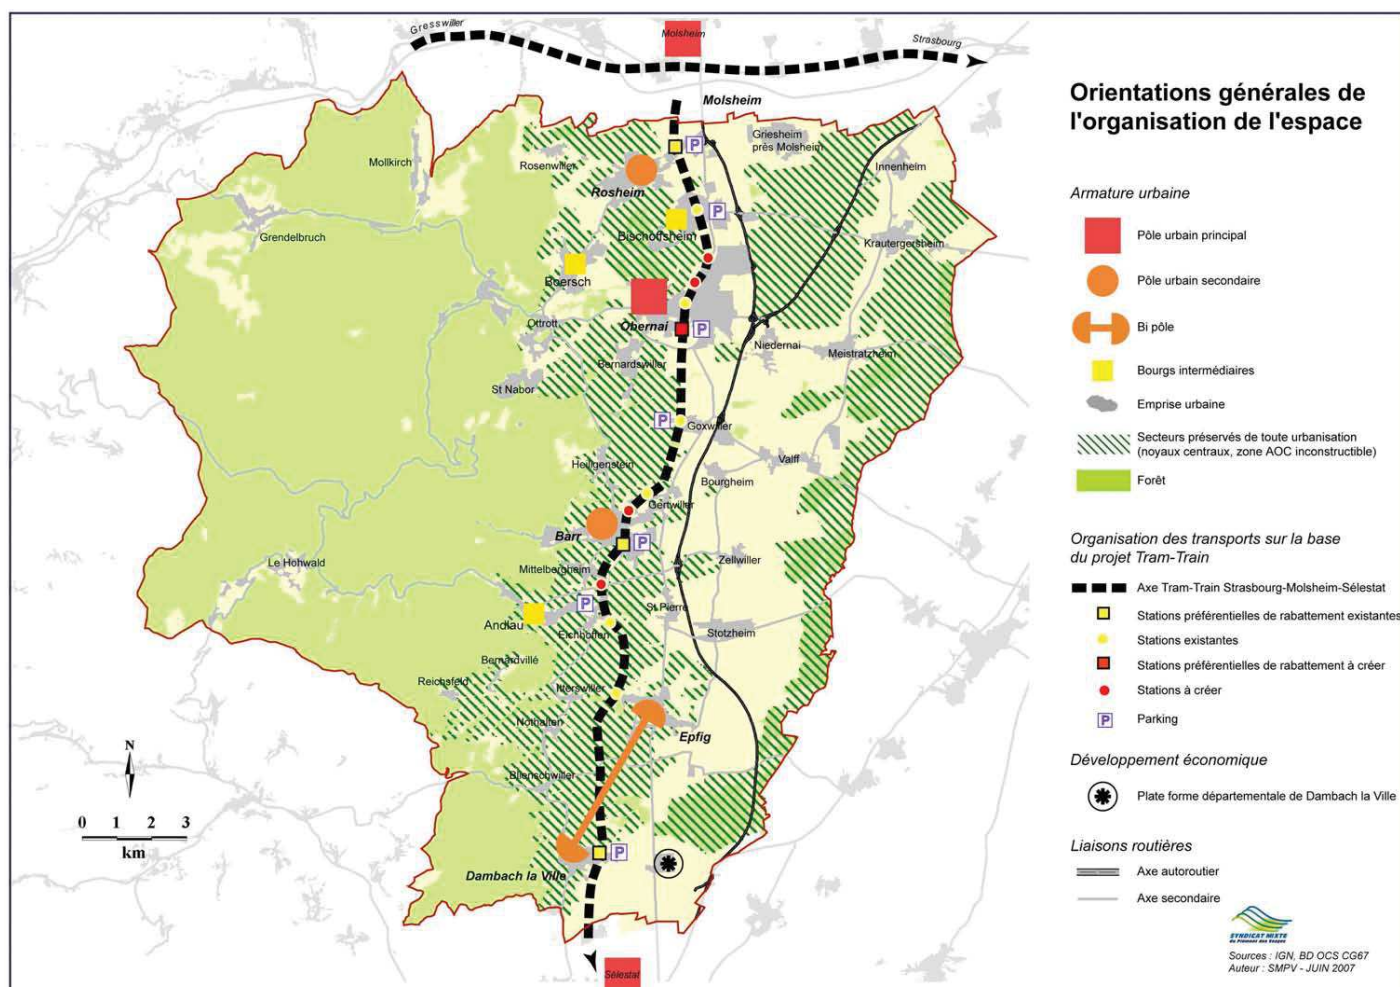 Gresswiller
Molsheim
Strasbourg
Molsheim
P
Griesheim
près Molsheim
Innenheim
Mollkirch
Rosenwiller
Rosheim
P
Grendelbruch
Bischoffsheim
Krautergersheim
Boersch
Ottrott
Obernai
P
Niedernai
Meistratzheim
Bernardswiller
St Nabor
P
Goxwiller
Heiligenstein
Valff
Bourgheim
Gertwiller
Barr
P
Le Hohwald
Mittelbergheim
Zellwiller
P
St Pierre
Andlau
Eichhoffen
Stotzheim
Bernardvillé
Reichsfeld
Itterswiller
Nothalten
Epfig
Blienschwiller
N
0 1 2 3
km
P
Dambach la Ville
Sélestat
Orientations générales de
l'organisation de l'espace
Armature urbaine
Pôle urbain principal
Pôle urbain secondaire
Bi pôle
Bourgs intermédiaires
Emprise urbaine
Secteurs préservés de toute urbanisation
(noyaux centraux, zone AOC inconstructible)
Forêt
Organisation des transports sur la base
du projet Tram-Train
Axe Tram-Train Strasbourg-Molsheim-Sélestat
Stations préférentielles de rabattement existantes
Stations existantes
Stations préférentielles de rabattement à créer
Stations à créer
P
Parking
Développement économique
Plate forme départementale de Dambach la Ville
Liaisons routières
Axe autoroutier
Axe secondaire
SYNDICAT MIXTE
du Piémont des Vosges
Sources : IGN, BD OCS CG67
Auteur : SMPV - JUIN 2007